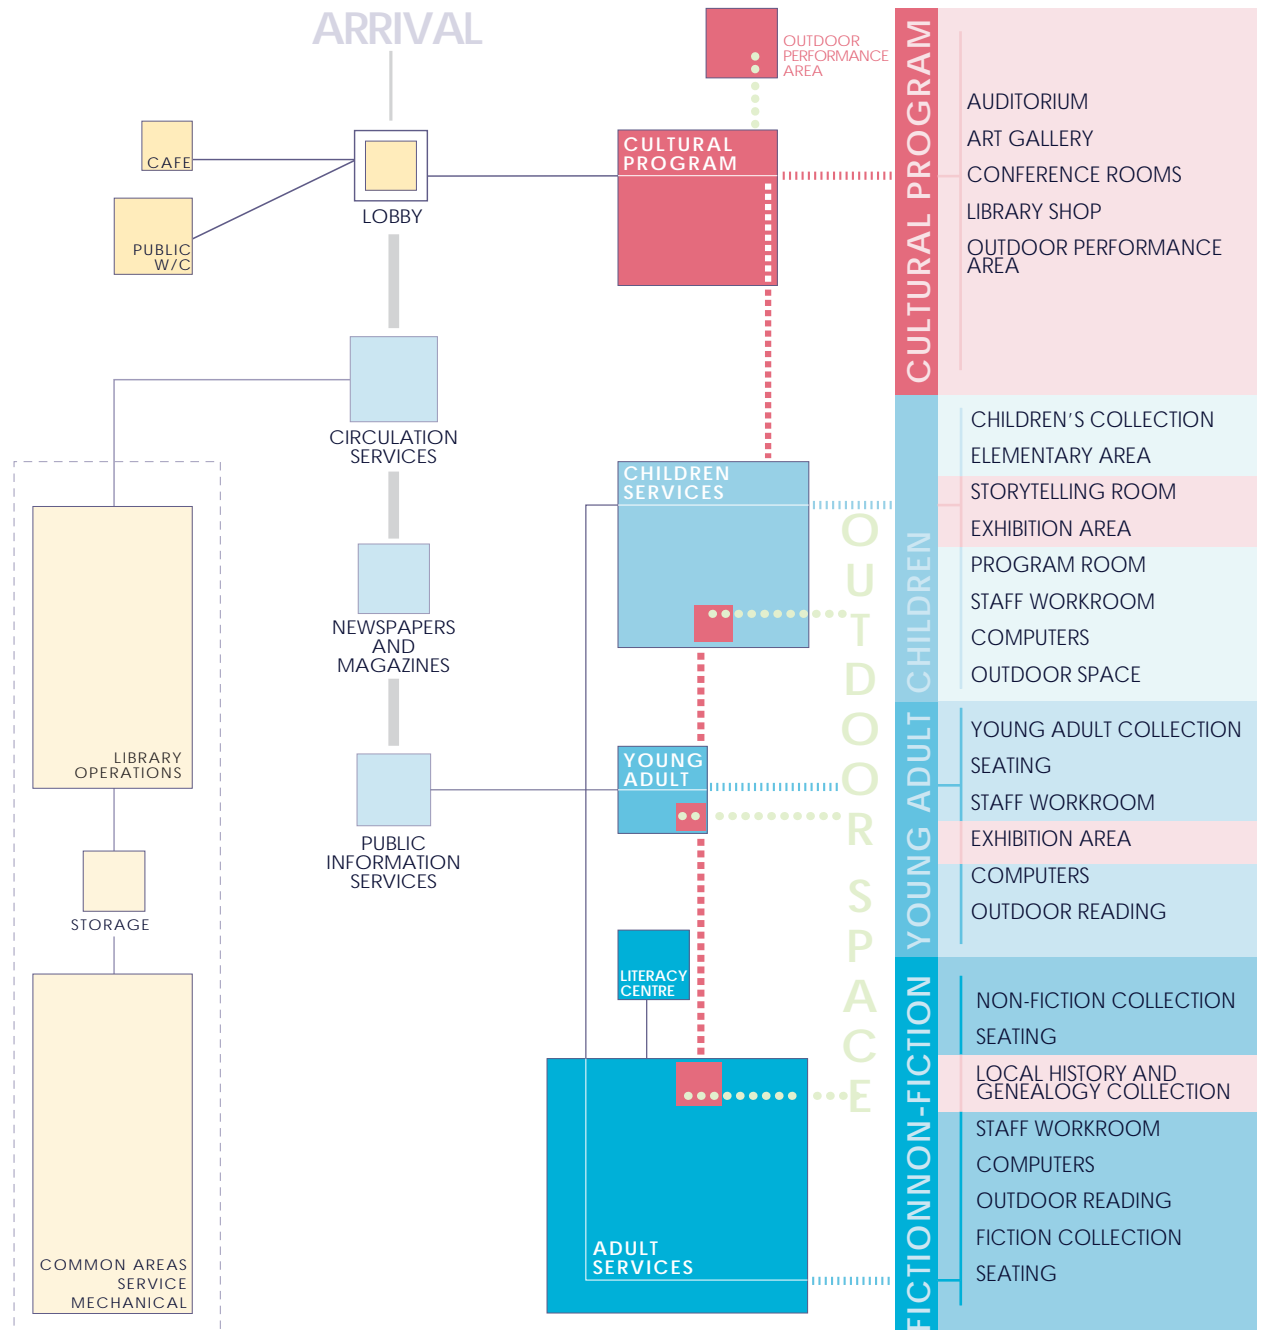 ARRIVAL
OUTDOOR
PERFORMANCE
AREA
CAFE
PUBLIC
W/C
LOBBY
CULTURAL
PROGRAM
CIRCULATION
SERVICES
NEWSPAPERS
AND
MAGAZINES
PUBLIC
INFORMATION
SERVICES
LIBRARY
OPERATIONS
STORAGE
COMMON AREAS
SERVICE
MECHANICAL
CHILDREN
SERVICES
YOUNG
ADULT
LITERACY
CENTRE
ADULT
SERVICES
OUTDOOR SPACE
CULTURAL PROGRAM
AUDITORIUM
ART GALLERY
CONFERENCE ROOMS
LIBRARY SHOP
OUTDOOR PERFORMANCE
AREA
CHILDREN
CHILDREN'S COLLECTION
ELEMENTARY AREA
STORYTELLING ROOM
EXHIBITION AREA
PROGRAM ROOM
STAFF WORKROOM
COMPUTERS
OUTDOOR SPACE
YOUNG ADULT
YOUNG ADULT COLLECTION
SEATING
STAFF WORKROOM
EXHIBITION AREA
COMPUTERS
OUTDOOR READING
FICTIONNON-FICTION
NON-FICTION COLLECTION
SEATING
LOCAL HISTORY AND
GENEALOGY COLLECTION
STAFF WORKROOM
COMPUTERS
OUTDOOR READING
FICTION COLLECTION
SEATING